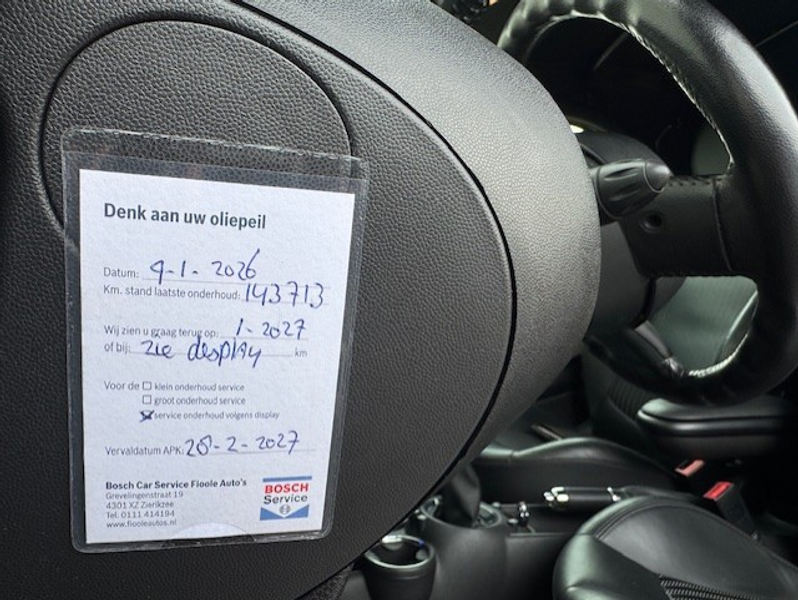 Denk aan uw oliepeil
Datum: 9-1-2026
Km. stand laatste onderhoud: 143713
Wij zien u graag terug op: 1-2027
of bij: zie display km
Voor de ☐ klein onderhoud service
☐ groot onderhoud service
☒ service onderhoud volgens display
Vervaldatum APK: 28-2-2027
Bosch Car Service Fioole Auto's
Grevelingenstraat 19
4301 XZ Zierikzee
Tel. 0111 414194
www.fiooleautos.nl
BOSCH
Service